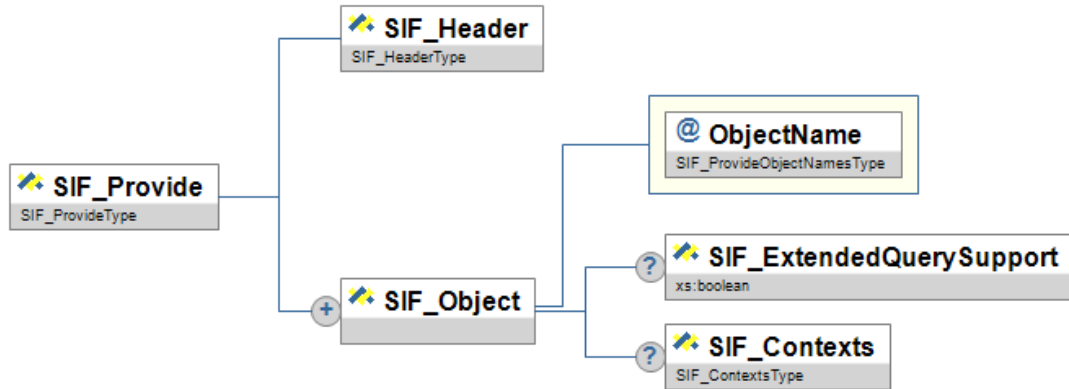 SIF_Header
SIF_HeaderType
@ ObjectName
SIF_ProvideObjectNamesType
SIF_Provide
SIF_ProvideType
? SIF_ExtendedQuerySupport
xs:boolean
+ SIF_Object
? SIF_Contexts
SIF_ContextsType